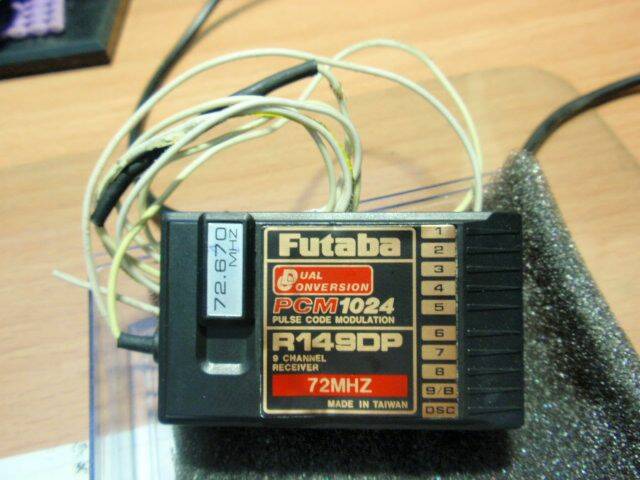 72.670
MHZ
Futaba
DUAL
CONVERSION
PCM1024
PULSE CODE MODULATION
R149DP
9 CHANNEL
RECEIVER
72MHZ
MADE IN TAIWAN
1
2
3
4
5
6
7
8
9/B
DSC